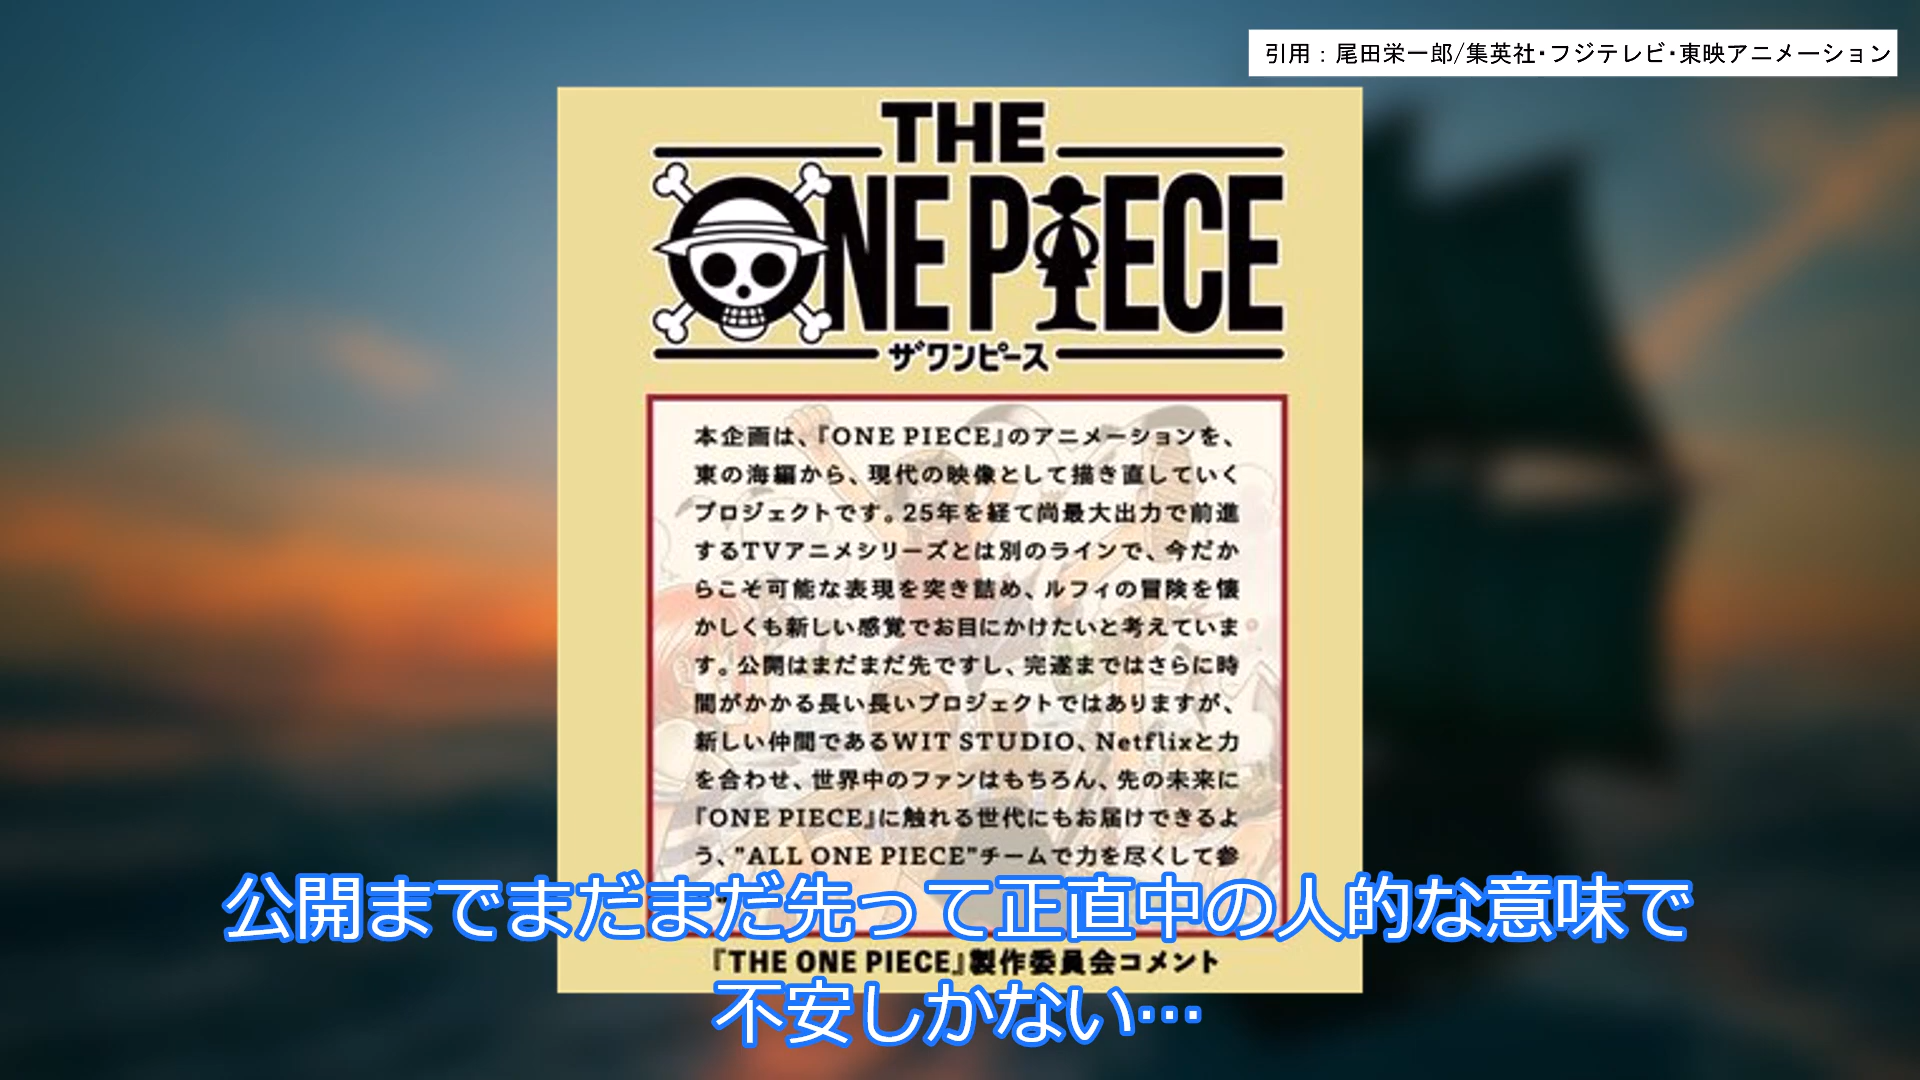 引用：尾田栄一郎/集英社・フジテレビ・東映アニメーション
THE
ONE PIECE
ザワンピース
本企画は、『ONE PIECE』のアニメーションを、
東の海編から、現代の映像として描き直していく
プロジェクトです。25年を経て尚最大出力で前進
するTVアニメシリーズとは別のラインで、今だか
らこそ可能な表現を突き詰め、ルフィの冒険を懐
かしくも新しい感覚でお目にかけたいと考えていま
す。公開はまだまだ先ですし、完遂まではさらに時
間がかかる長い長いプロジェクトではありますが、
新しい仲間であるWIT STUDIO、Netflixと力
を合わせ、世界中のファンはもちろん、先の未来に
『ONE PIECE』に触れる世代にもお届けできるよ
う、"ALL ONE PIECE"チームで力を尽くして参
公開までまだまだ先って正直中の人的な意味で
『THE ONE PIECE』製作委員会コメント
不安しかない…